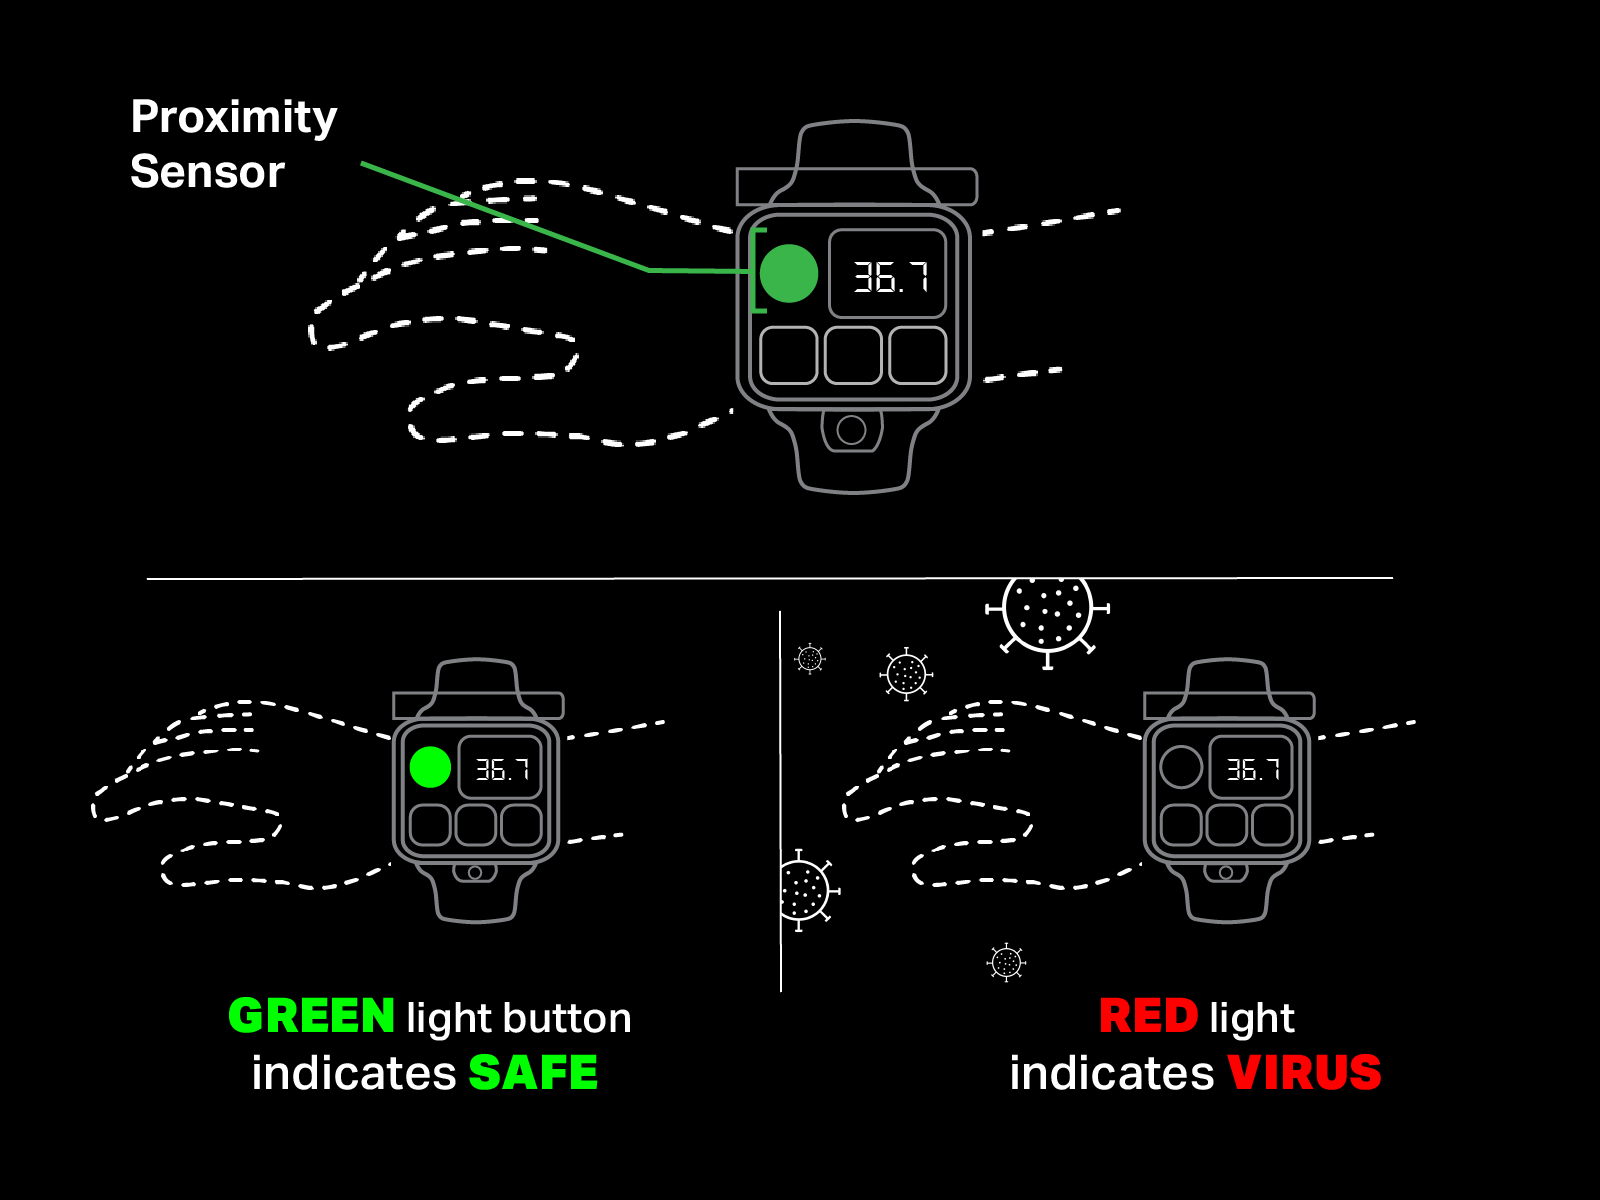 Proximity
Sensor
36.7
36.7
36.7
GREEN light button
indicates SAFE
RED light
indicates VIRUS